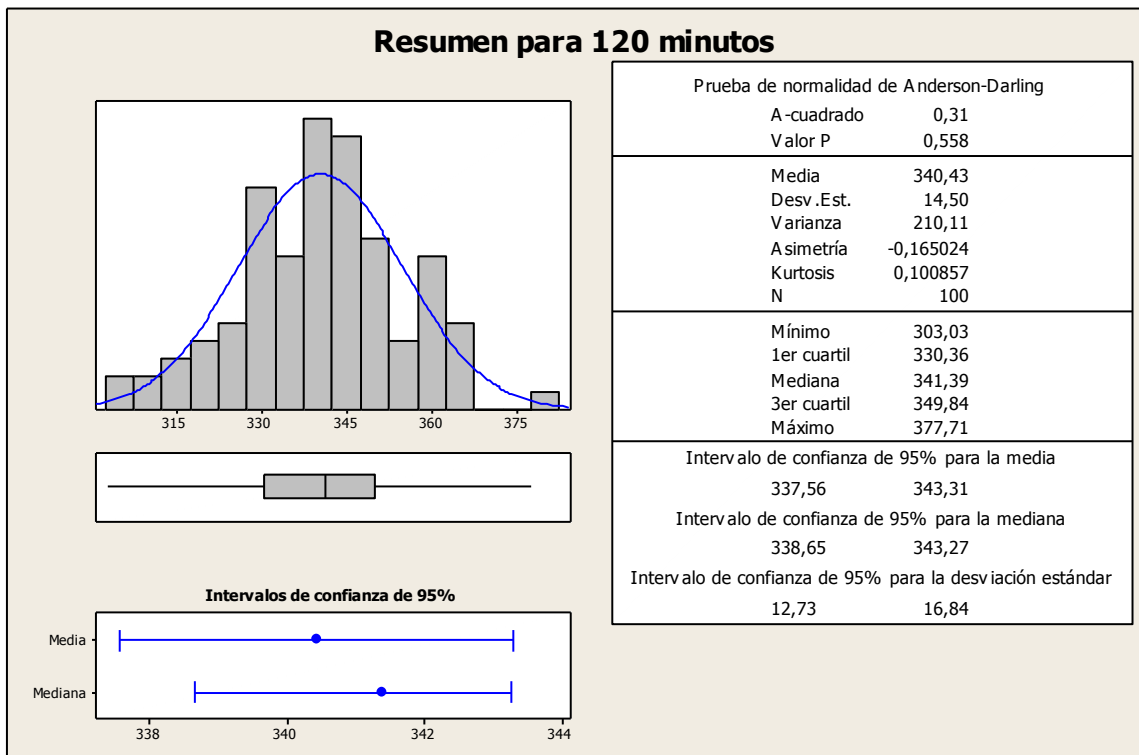 Resumen para 120 minutos
315 330 345 360 375
Intervalos de confianza de 95%
Media
Mediana
338 340 342 344
Prueba de normalidad de Anderson-Darling
A-cuadrado 0,31
Valor P 0,558
Media 340,43
Desv.Est. 14,50
Varianza 210,11
Asimetría -0,165024
Kurtosis 0,100857
N 100
Mínimo 303,03
1er cuartil 330,36
Mediana 341,39
3er cuartil 349,84
Máximo 377,71
Intervalo de confianza de 95% para la media
337,56 343,31
Intervalo de confianza de 95% para la mediana
338,65 343,27
Intervalo de confianza de 95% para la desviación estándar
12,73 16,84